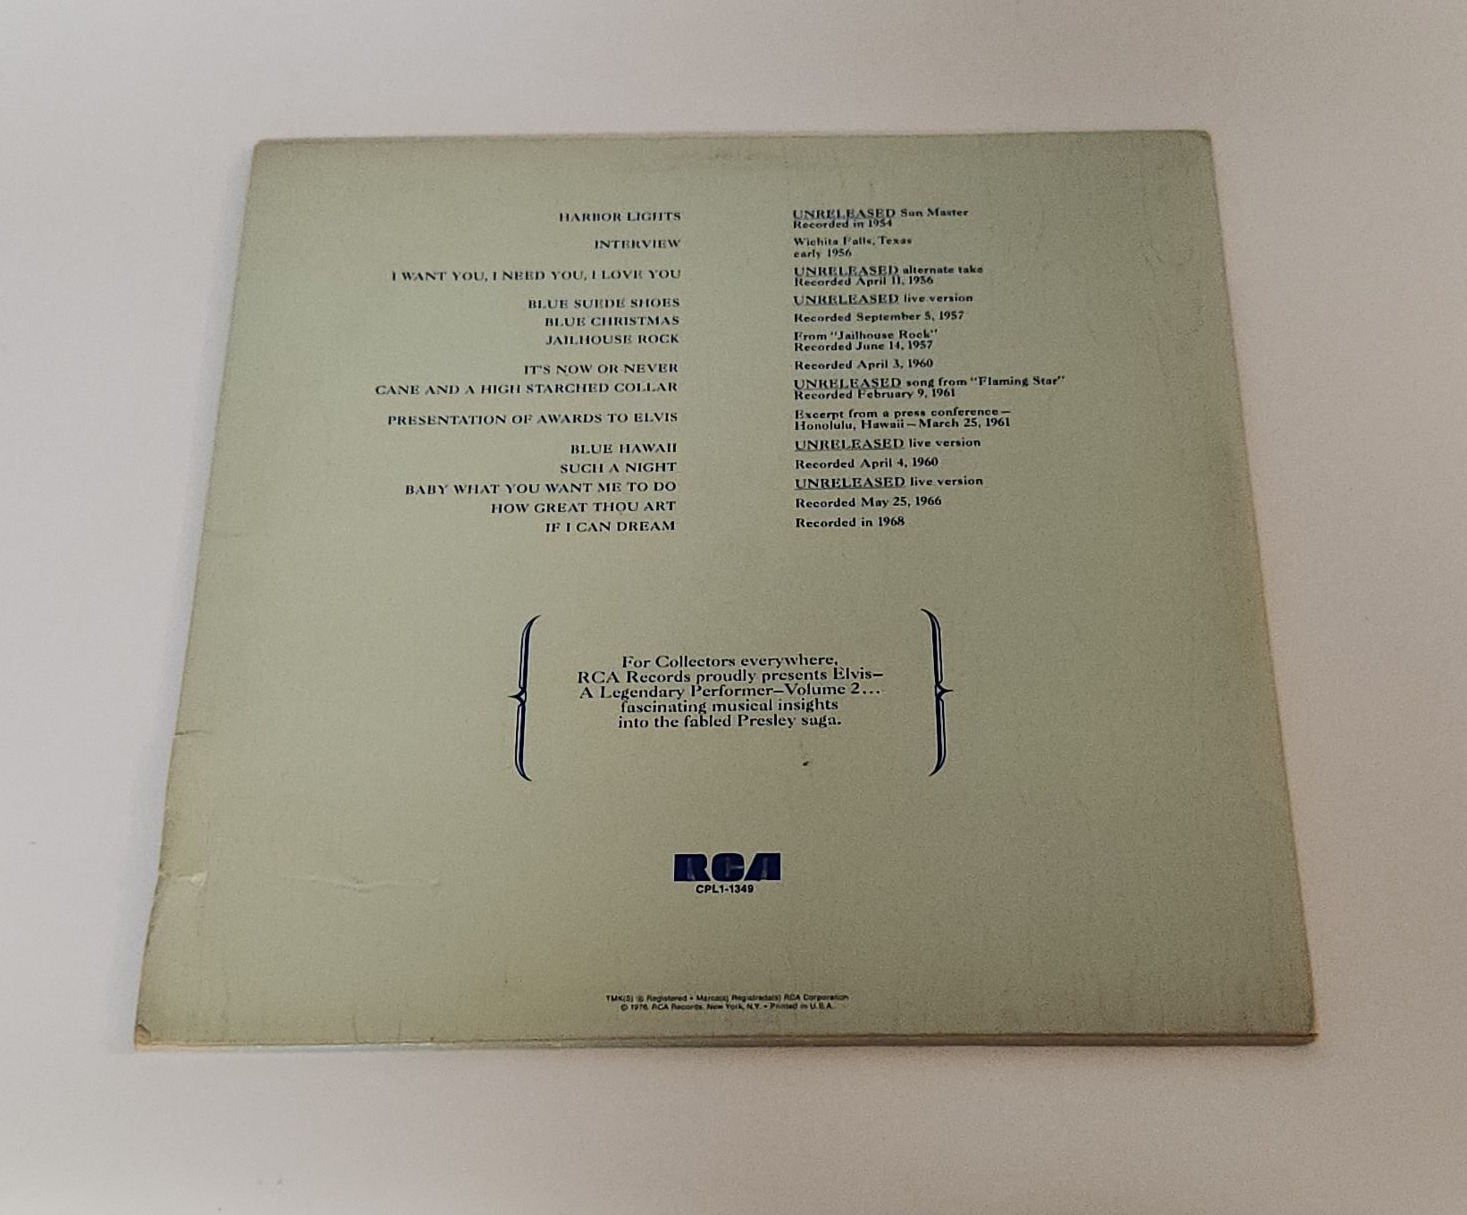 HARBOR LIGHTS UNRELEASED Sun Master
Recorded in 1954
INTERVIEW Wichita Falls, Texas
early 1956
I WANT YOU, I NEED YOU, I LOVE YOU UNRELEASED alternate take
Recorded April 11, 1956
BLUE SUEDE SHOES UNRELEASED live version
BLUE CHRISTMAS Recorded September 5, 1957
JAILHOUSE ROCK From "Jailhouse Rock"
Recorded June 14, 1957
IT'S NOW OR NEVER Recorded April 3, 1960
CANE AND A HIGH STARCHED COLLAR UNRELEASED song from "Flaming Star"
Recorded February 9, 1961
PRESENTATION OF AWARDS TO ELVIS Excerpt from a press conference—
Honolulu, Hawaii—March 25, 1961
BLUE HAWAII UNRELEASED live version
SUCH A NIGHT Recorded April 4, 1960
BABY WHAT YOU WANT ME TO DO UNRELEASED live version
HOW GREAT THOU ART Recorded May 25, 1966
IF I CAN DREAM Recorded in 1968
For Collectors everywhere,
RCA Records proudly presents Elvis—
A Legendary Performer—Volume 2...
fascinating musical insights
into the fabled Presley saga.
RCA
CPL1-1349
TMK(S) ® Registered • Marca(s) Registrada(s) RCA Corporation
© 1976, RCA Records, New York, N.Y. • Printed in U.S.A.